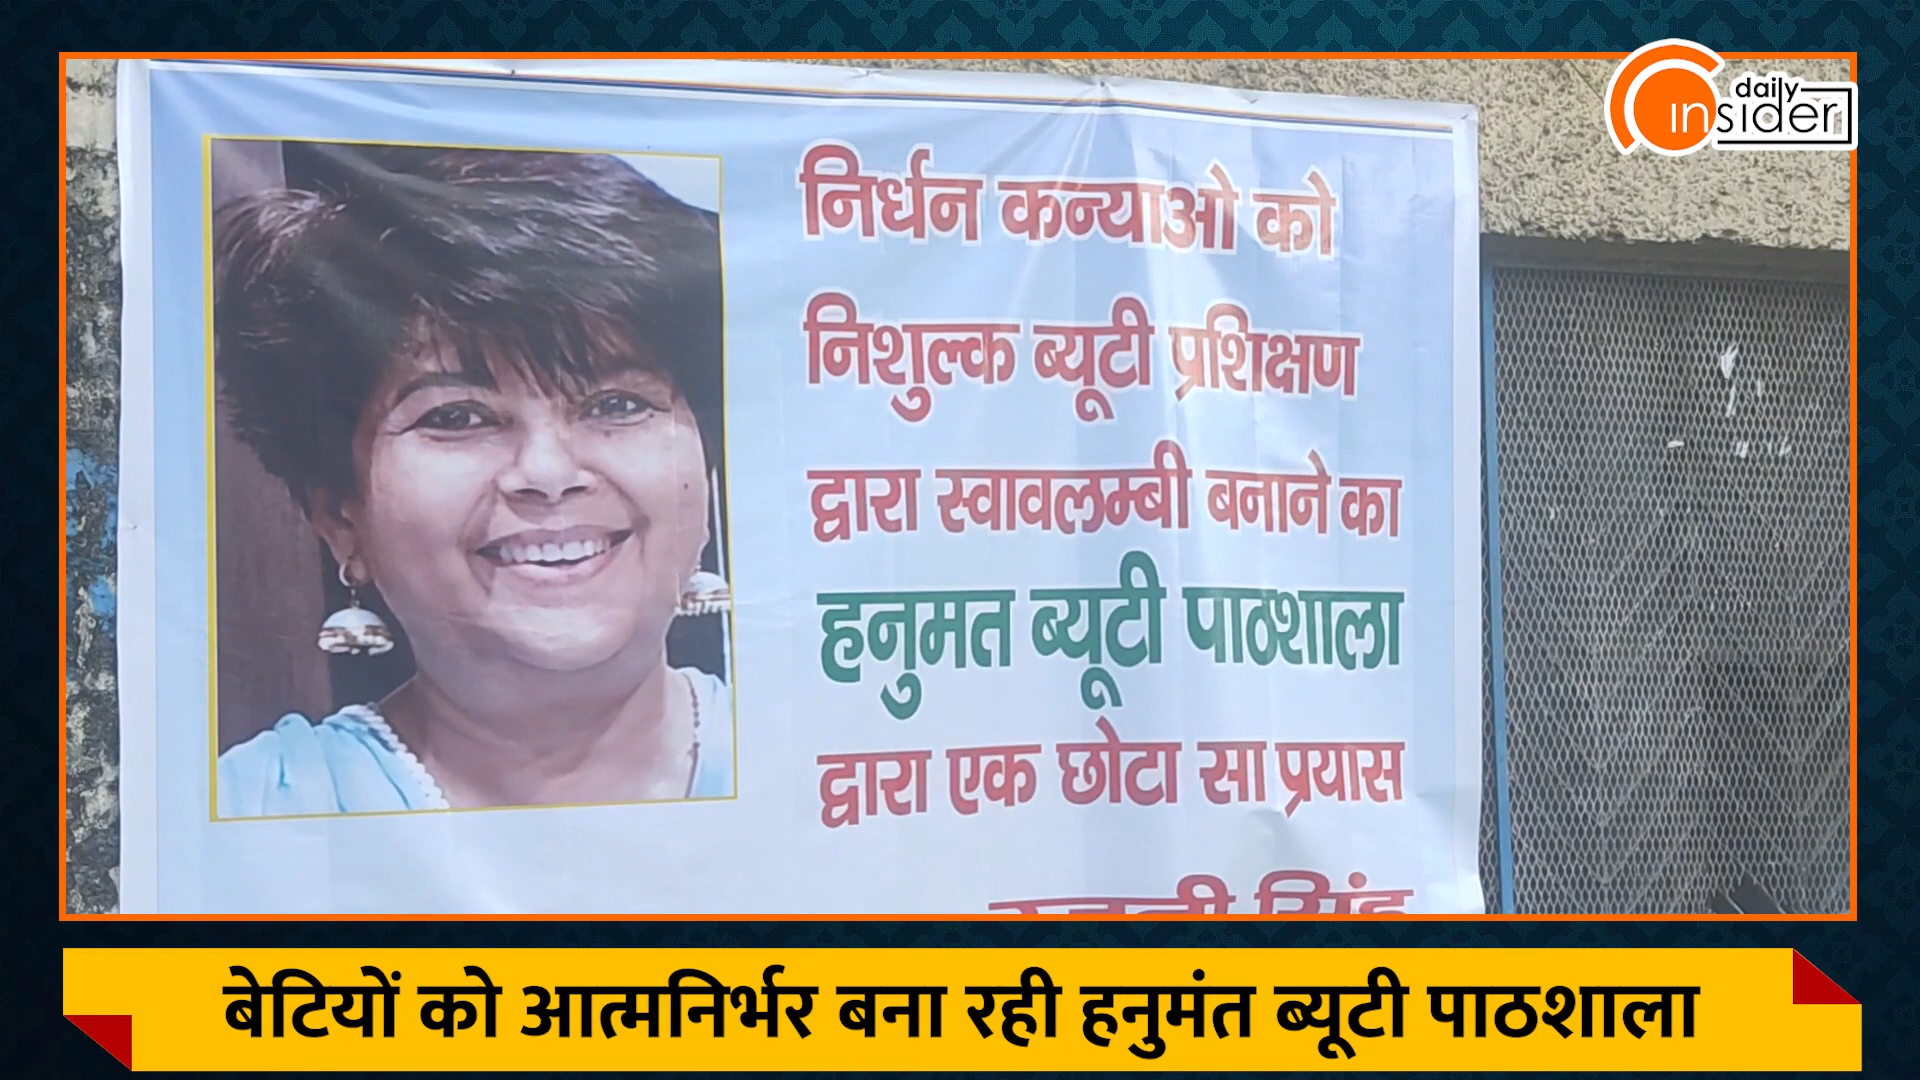 daily
insider
निर्धन कन्याओ को
निशुल्क ब्यूटी प्रशिक्षण
द्वारा स्वावलम्बी बनाने का
हनुमत ब्यूटी पाठशाला
द्वारा एक छोटा सा प्रयास
सिंह
बेटियों को आत्मनिर्भर बना रही हनुमंत ब्यूटी पाठशाला